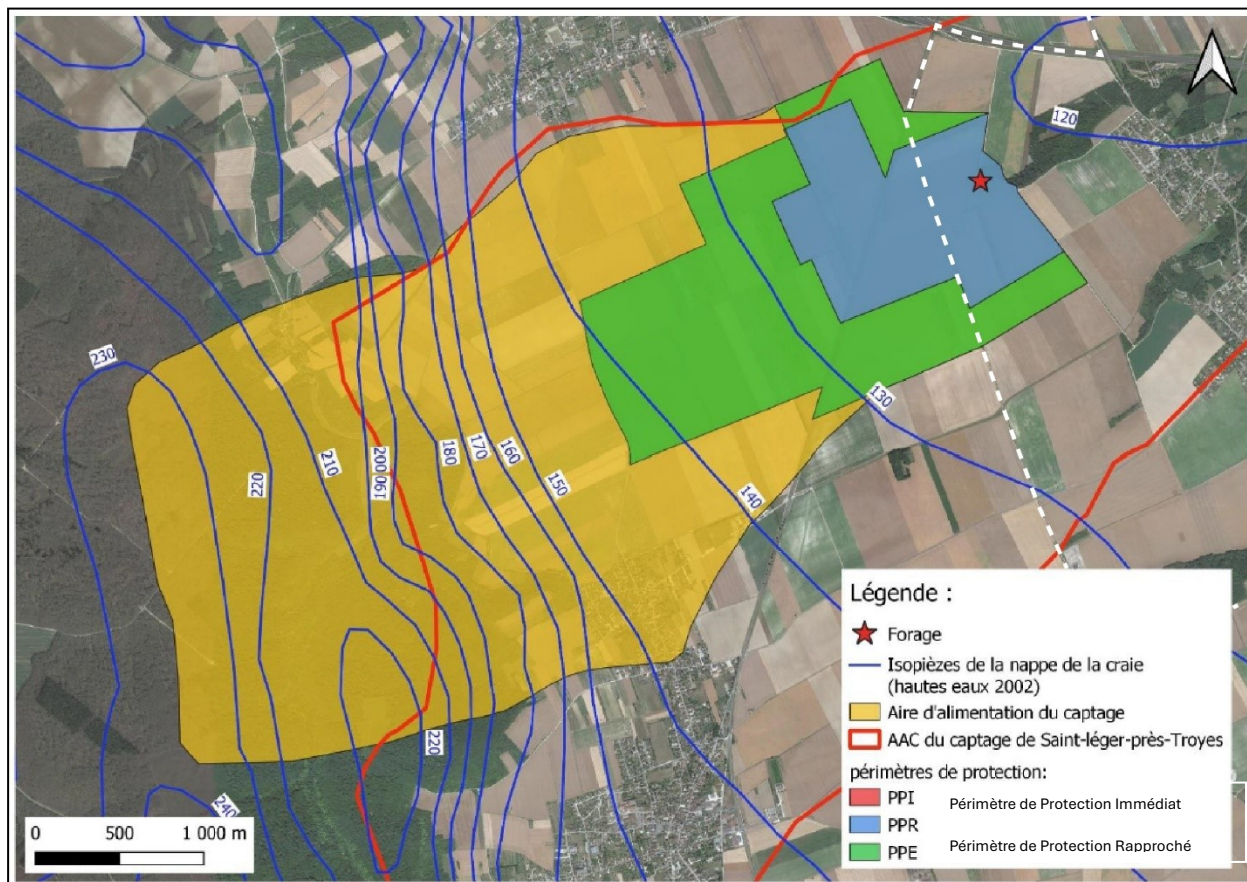 120
230
220
210
200
190
180
170
160
150
140
130
220
240
0 500 1 000 m
Légende :
Forage
Isopièzes de la nappe de la craie
(hautes eaux 2002)
Aire d'alimentation du captage
AAC du captage de Saint-léger-près-Troyes
périmètres de protection:
PPI Périmètre de Protection Immédiat
PPR
PPE Périmètre de Protection Rapproché